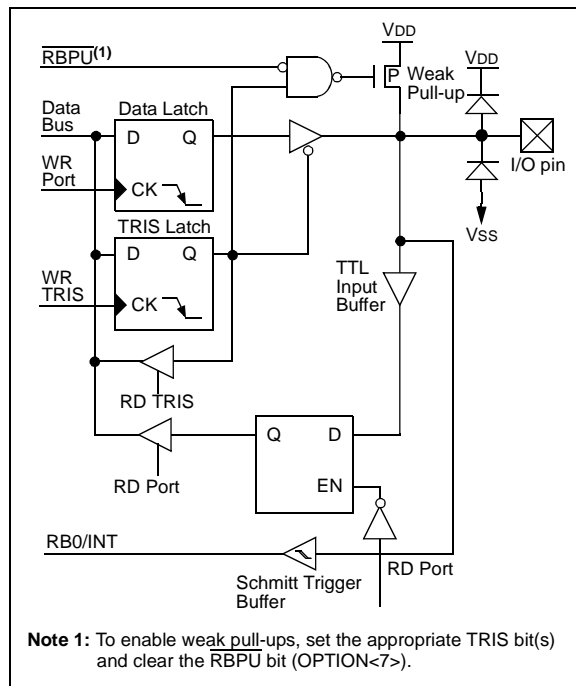 VDD
RBPU(1)
P
Weak
Pull-up
VDD
Data
Bus
Data Latch
D
Q
WR
Port
CK
I/O pin
VSS
TRIS Latch
D
Q
WR
TRIS
CK
TTL
Input
Buffer
RD TRIS
Q
D
RD Port
EN
RB0/INT
RD Port
Schmitt Trigger
Buffer
Note 1: To enable weak pull-ups, set the appropriate TRIS bit(s)
and clear the RBPU bit (OPTION<7>).